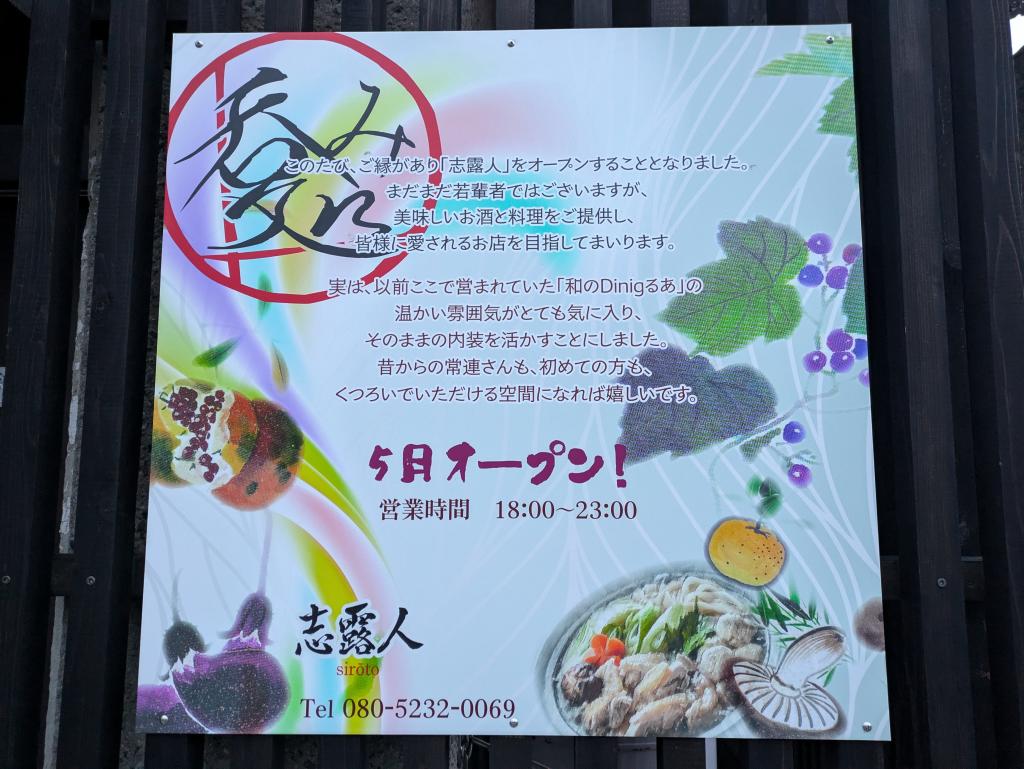 呑み処
このたび、ご縁があり「志露人」をオープンすることとなりました。
まだまだ若輩者ではございますが、
美味しいお酒と料理をご提供し、
皆様に愛されるお店を目指してまいります。
実は、以前ここで営まれていた「和のDinigるあ」の
温かい雰囲気がとても気に入り、
そのままの内装を活かすことにしました。
昔からの常連さんも、初めての方も、
くつろいでいただける空間になれば嬉しいです。
5月オープン!
営業時間 18:00~23:00
志露人
sirōto
Tel 080-5232-0069